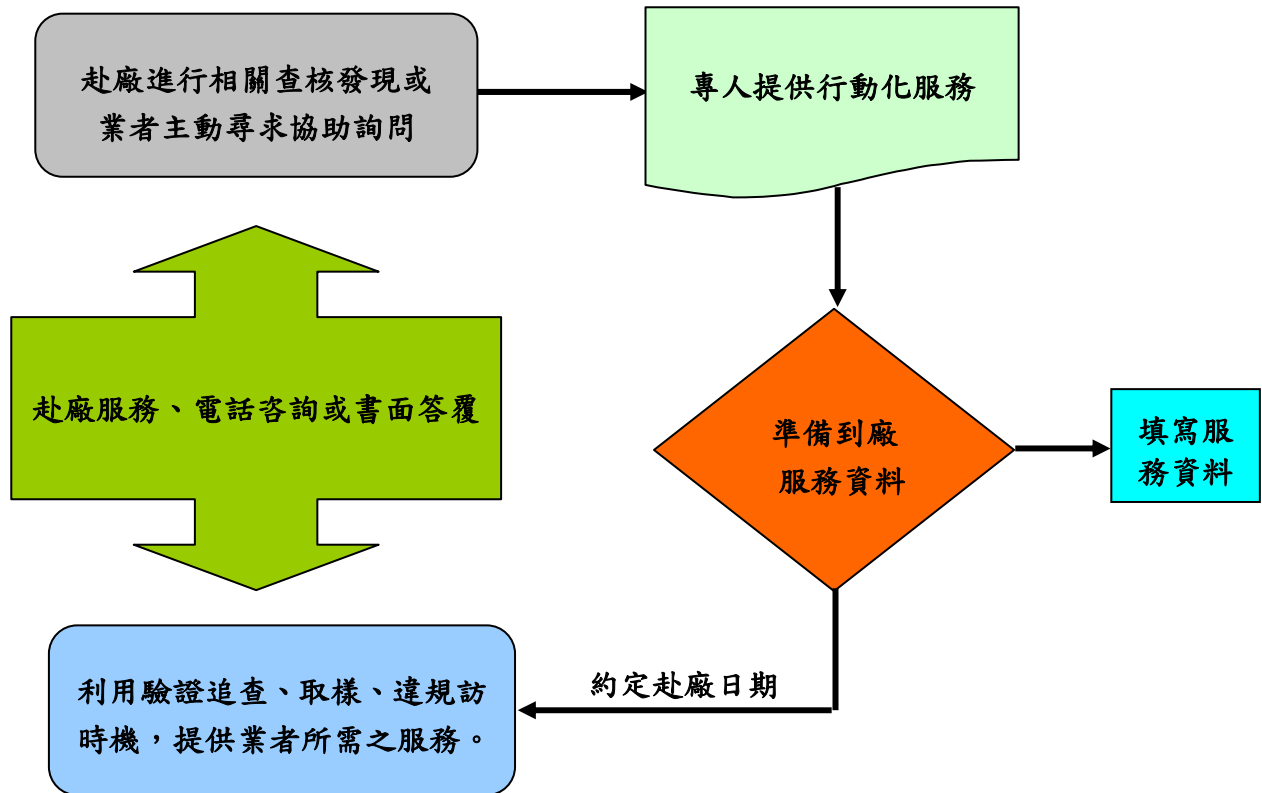 赴廠進行相關查核發現或
業者主動尋求協助詢問
專人提供行動化服務
赴廠服務、電話咨詢或書面答覆
準備到廠
服務資料
填寫服
務資料
約定赴廠日期
利用驗證追查、取樣、違規訪
時機，提供業者所需之服務。